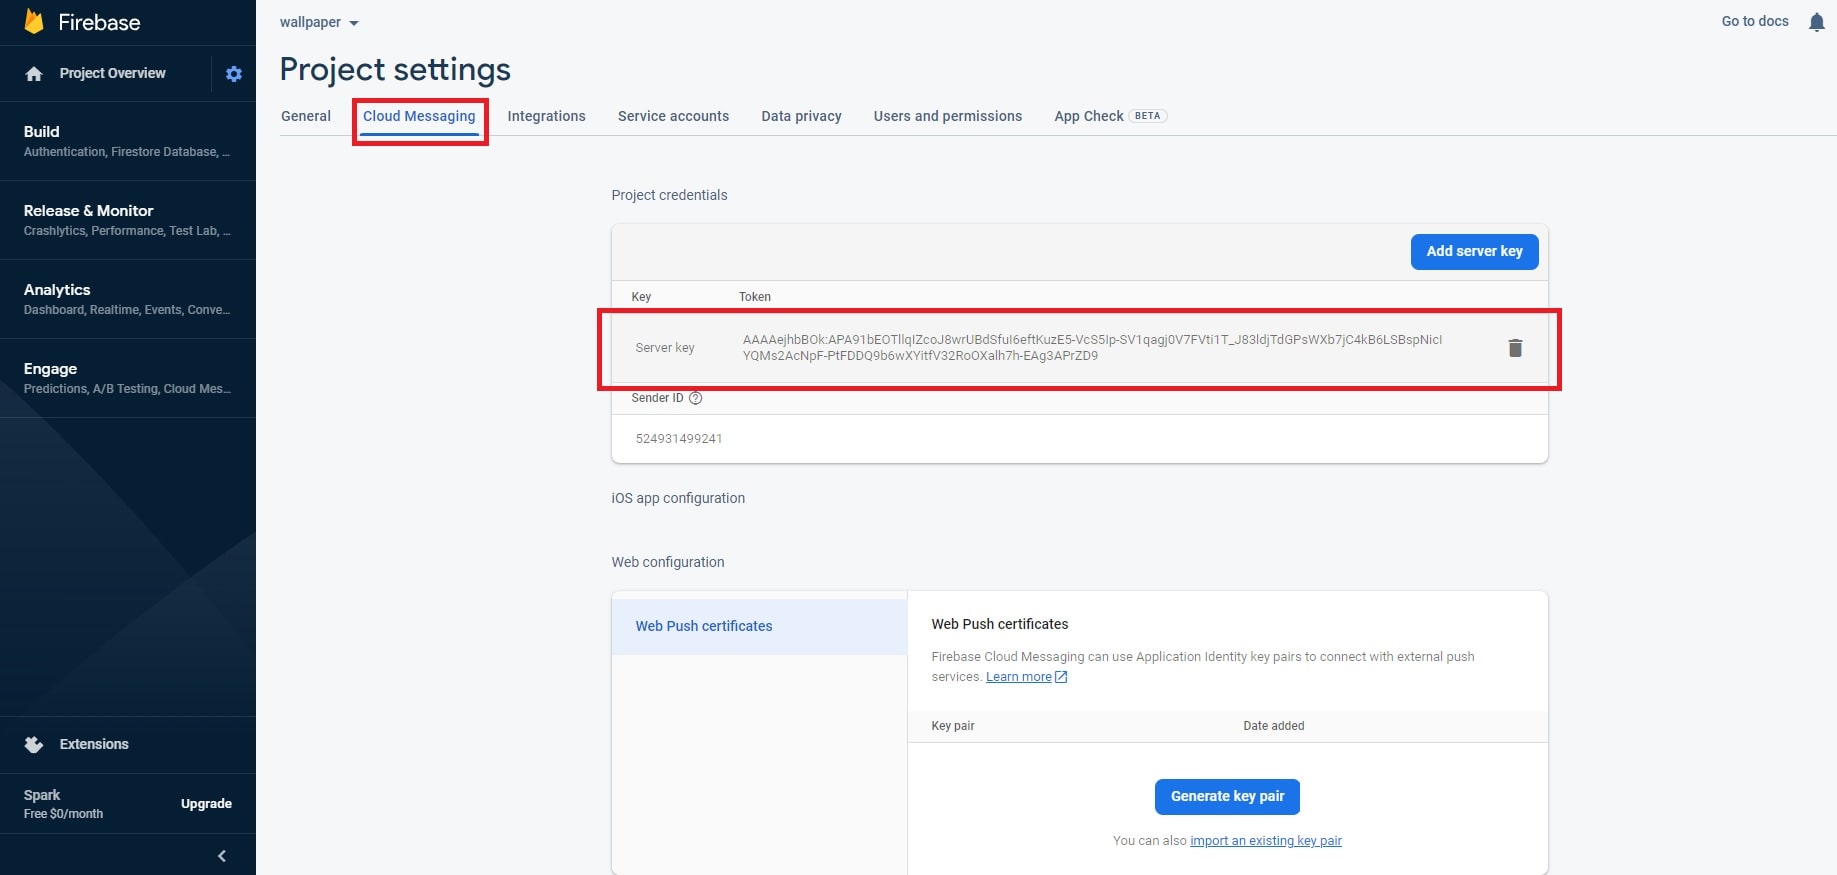 Firebase
wallpaper
Go to docs
Project Overview
Project settings
General
Cloud Messaging
Integrations
Service accounts
Data privacy
Users and permissions
App Check BETA
Build
Authentication, Firestore Database, ...
Release & Monitor
Crashlytics, Performance, Test Lab, ...
Analytics
Dashboard, Realtime, Events, Conve...
Engage
Predictions, A/B Testing, Cloud Mes...
Extensions
Spark
Free $0/month
Upgrade
Project credentials
Add server key
Key
Token
Server key
AAAAejhbBOk:APA91bEOTllqIZcoJ8wrUBdSfuI6eftKuzE5-VcS5Ip-SV1qagj0V7FVti1T_J83ldjTdGPsWXb7jC4kB6LSBspNicI
YQMs2AcNpF-PtFDDQ9b6wXYitfV32RoOXalh7h-EAg3APrZD9
Sender ID
524931499241
iOS app configuration
Web configuration
Web Push certificates
Web Push certificates
Firebase Cloud Messaging can use Application Identity key pairs to connect with external push
services. Learn more
Key pair
Date added
Generate key pair
You can also import an existing key pair